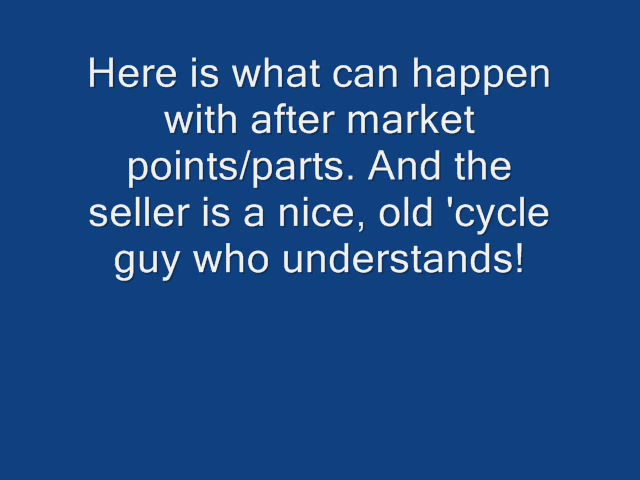 Here is what can happen
with after market
points/parts. And the
seller is a nice, old 'cycle
guy who understands!